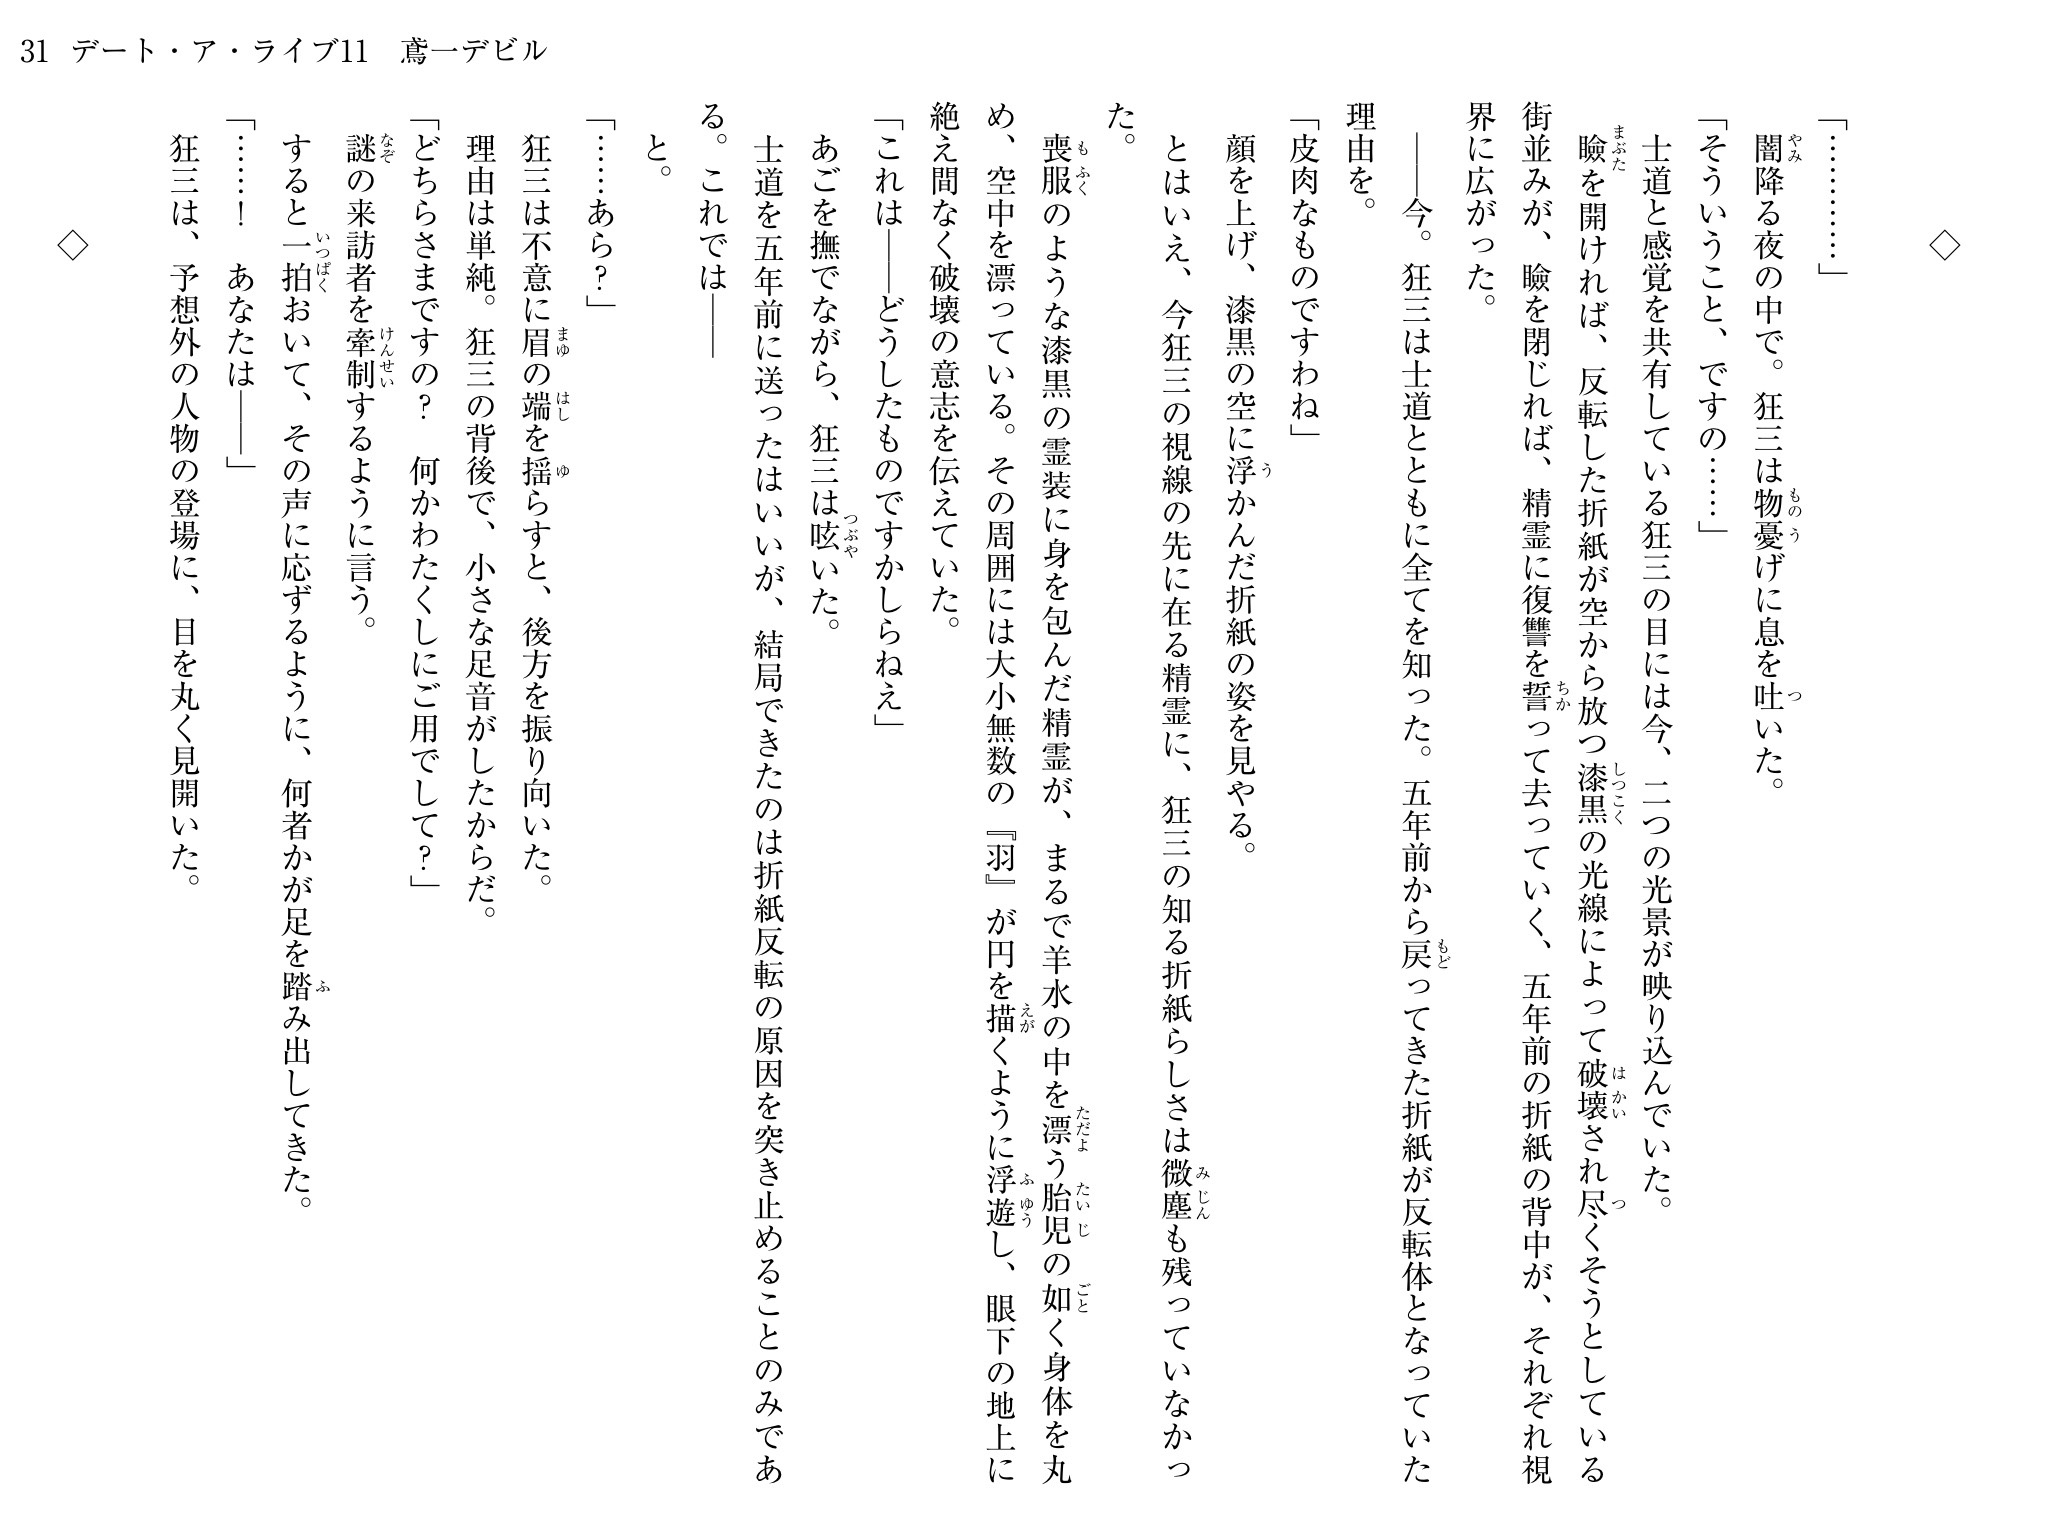 31 デート・ア・ライブ11 鳶一デビル
◇
「…………」
闇降る夜の中で。狂三は物憂げに息を吐いた。
「そういうこと、ですの……」
士道と感覚を共有している狂三の目には今、二つの光景が映り込んでいた。
瞼を開ければ、反転した折紙が空から放つ漆黒の光線によって破壊され尽くそうとしている
街並みが、瞼を閉じれば、精霊に復讐を誓って去っていく、五年前の折紙の背中が、それぞれ視
界に広がった。
――今。狂三は士道とともに全てを知った。五年前から戻ってきた折紙が反転体となっていた
理由を。
「皮肉なものですわね」
顔を上げ、漆黒の空に浮かんだ折紙の姿を見やる。
とはいえ、今狂三の視線の先に在る精霊に、狂三の知る折紙らしさは微塵も残っていなかっ
た。
喪服のような漆黒の霊装に身を包んだ精霊が、まるで羊水の中を漂う胎児の如く身体を丸
め、空中を漂っている。その周囲には大小無数の『羽』が円を描くように浮遊し、眼下の地上に
絶え間なく破壊の意志を伝えていた。
「これは――どうしたものですかしらねえ」
あごを撫でながら、狂三は呟いた。
士道を五年前に送ったはいいが、結局できたのは折紙反転の原因を突き止めることのみであ
る。これでは――
と。
「……あら?」
狂三は不意に眉の端を揺らすと、後方を振り向いた。
理由は単純。狂三の背後で、小さな足音がしたからだ。
「どちらさまですの? 何かわたくしにご用でして?」
謎の来訪者を牽制するように言う。
すると一拍おいて、その声に応ずるように、何者かが足を踏み出してきた。
「……! あなたは――」
狂三は、予想外の人物の登場に、目を丸く見開いた。
◇